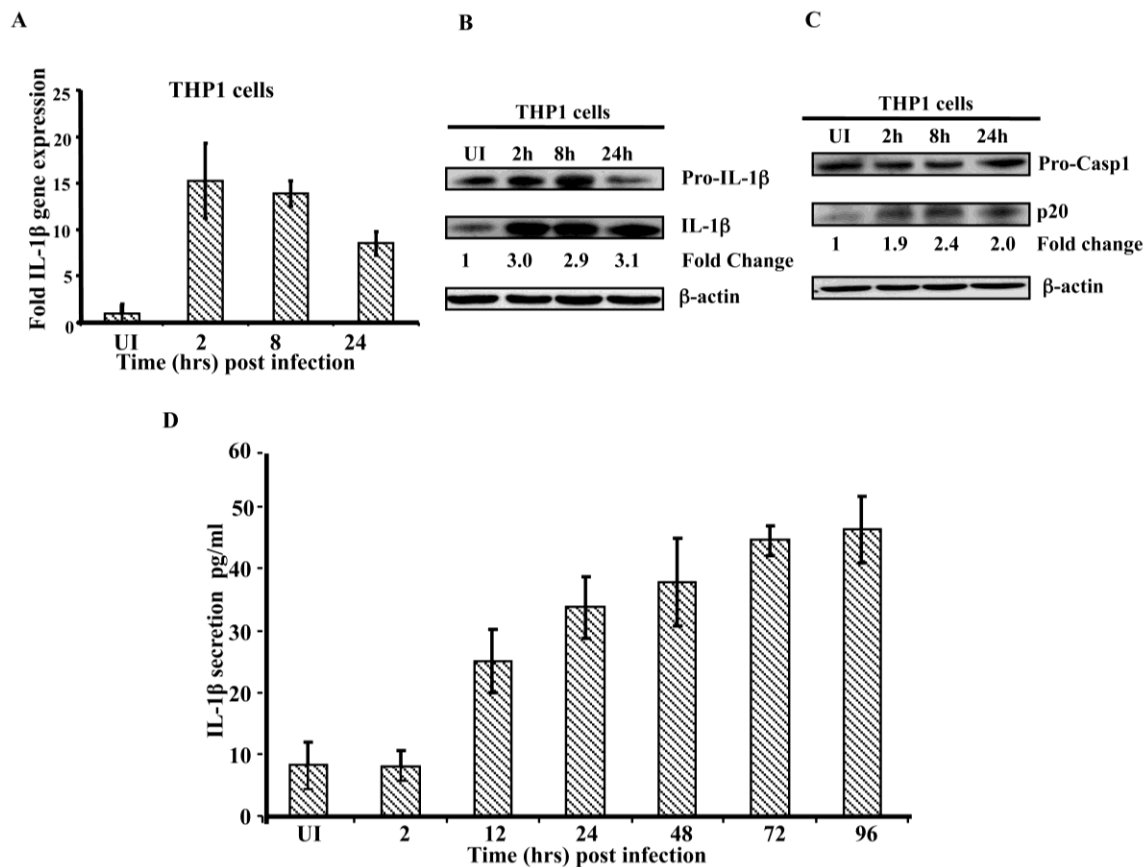 A
THP1 cells
25
20
15
10
5
0
Fold IL-1β gene expression
UI 2 8 24
Time (hrs) post infection
B
THP1 cells
UI 2h 8h 24h
Pro-IL-1β
IL-1β
1 3.0 2.9 3.1 Fold Change
β-actin
C
THP1 cells
UI 2h 8h 24h
Pro-Casp1
p20
1 1.9 2.4 2.0 Fold change
β-actin
D
60
50
40
30
20
10
0
IL-1β secretion pg/ml
UI 2 12 24 48 72 96
Time (hrs) post infection